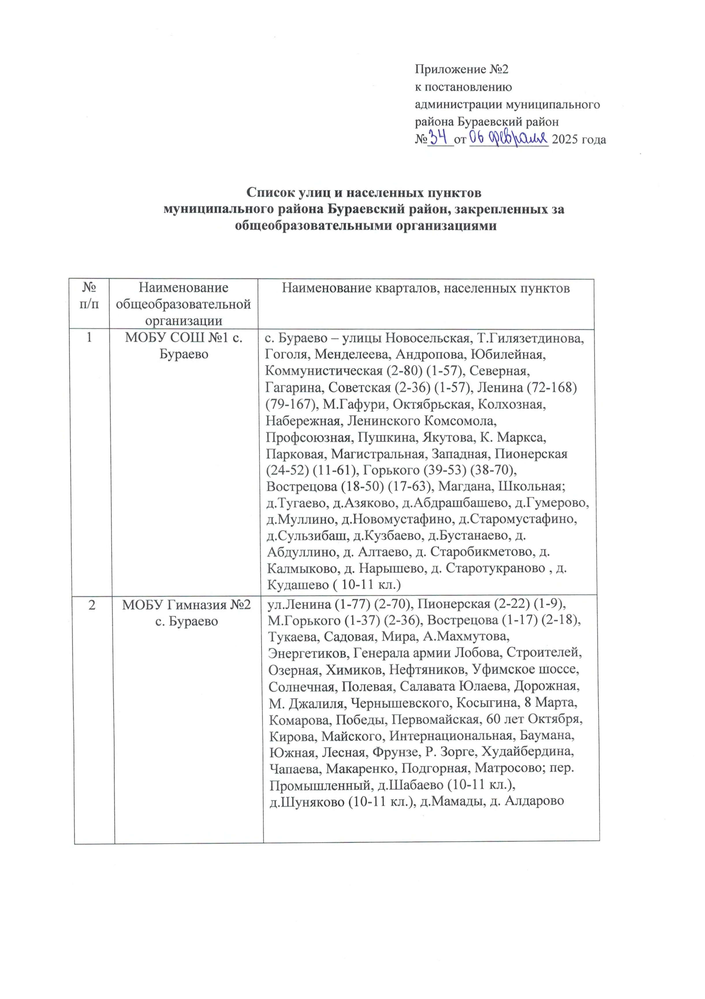 Приложение №2
к постановлению
администрации муниципального
района Бураевский район
№ 34 от 06 февраля 2025 года
Список улиц и населенных пунктов
муниципального района Бураевский район, закрепленных за
общеобразовательными организациями
№
п/п
Наименование
общеобразовательной
организации
Наименование кварталов, населенных пунктов
1
МОБУ СОШ №1 с.
Бураево
с. Бураево – улицы Новосельская, Т.Гилязетдинова,
Гоголя, Менделеева, Андропова, Юбилейная,
Коммунистическая (2-80) (1-57), Северная,
Гагарина, Советская (2-36) (1-57), Ленина (72-168)
(79-167), М.Гафури, Октябрьская, Колхозная,
Набережная, Ленинского Комсомола,
Профсоюзная, Пушкина, Якутова, К. Маркса,
Парковая, Магистральная, Западная, Пионерская
(24-52) (11-61), Горького (39-53) (38-70),
Вострецова (18-50) (17-63), Магдана, Школьная;
д.Тугаево, д.Азяково, д.Абдрашбашево, д.Гумерово,
д.Муллино, д.Новомустафино, д.Старомустафино,
д.Сульзибаш, д.Кузбаево, д.Бустанаево, д.
Абдуллино, д. Алтаево, д. Старобикметово, д.
Калмыково, д. Нарышево, д. Старотукраново , д.
Кудашево ( 10-11 кл.)
2
МОБУ Гимназия №2
с. Бураево
ул.Ленина (1-77) (2-70), Пионерская (2-22) (1-9),
М.Горького (1-37) (2-36), Вострецова (1-17) (2-18),
Тукаева, Садовая, Мира, А.Махмутова,
Энергетиков, Генерала армии Лобова, Строителей,
Озерная, Химиков, Нефтяников, Уфимское шоссе,
Солнечная, Полевая, Салавата Юлаева, Дорожная,
М. Джалиля, Чернышевского, Косыгина, 8 Марта,
Комарова, Победы, Первомайская, 60 лет Октября,
Кирова, Майского, Интернациональная, Баумана,
Южная, Лесная, Фрунзе, Р. Зорге, Худайбердина,
Чапаева, Макаренко, Подгорная, Матросово; пер.
Промышленный, д.Шабаево (10-11 кл.),
д.Шуняково (10-11 кл.), д.Мамады, д. Алдарово